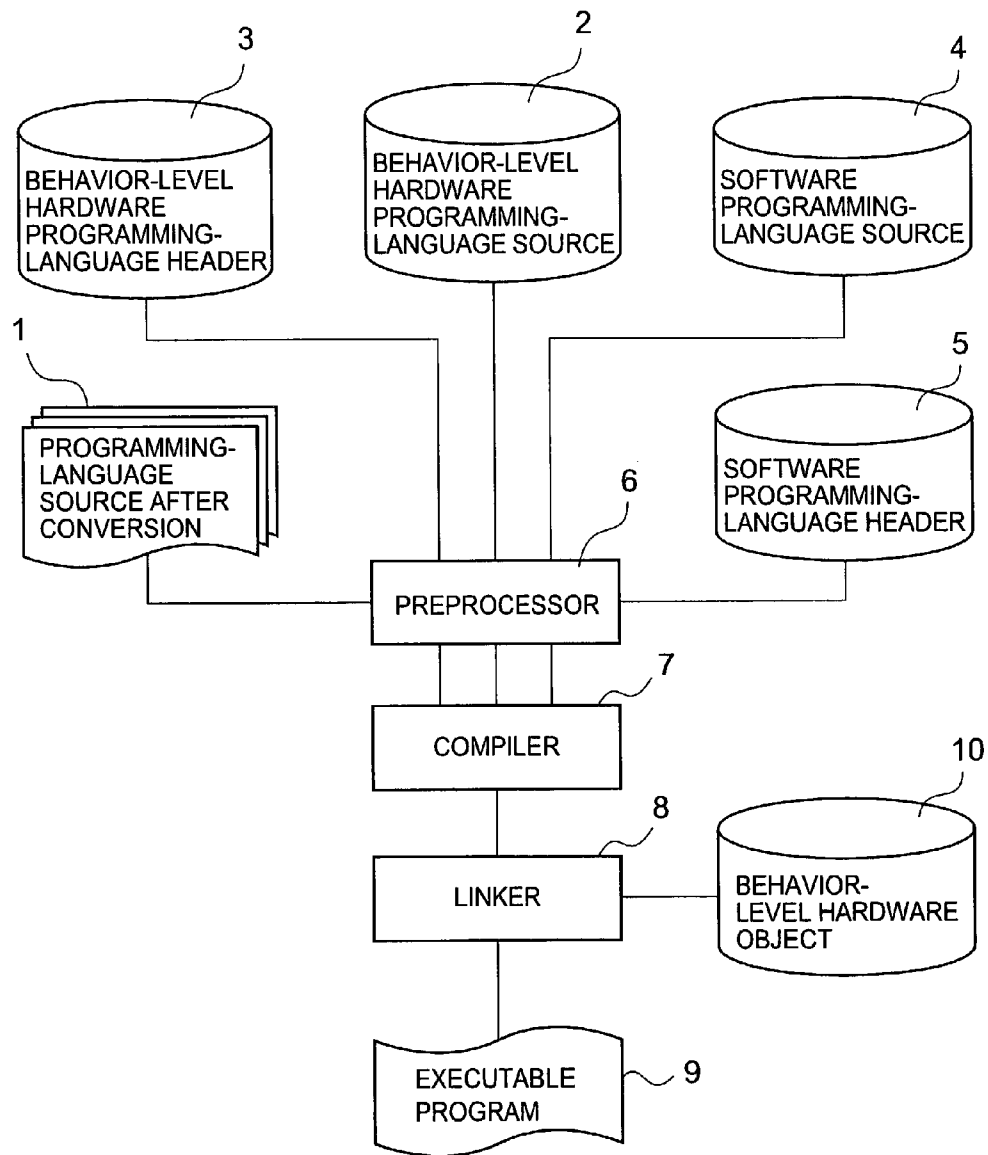 3
2
4
BEHAVIOR-LEVEL
HARDWARE
PROGRAMMING-
LANGUAGE HEADER
BEHAVIOR-LEVEL
HARDWARE
PROGRAMMING-
LANGUAGE SOURCE
SOFTWARE
PROGRAMMING-
LANGUAGE SOURCE
1
PROGRAMMING-
LANGUAGE
SOURCE AFTER
CONVERSION
5
SOFTWARE
PROGRAMMING-
LANGUAGE HEADER
6
PREPROCESSOR
7
COMPILER
8
LINKER
10
BEHAVIOR-
LEVEL HARDWARE
OBJECT
EXECUTABLE
PROGRAM
9